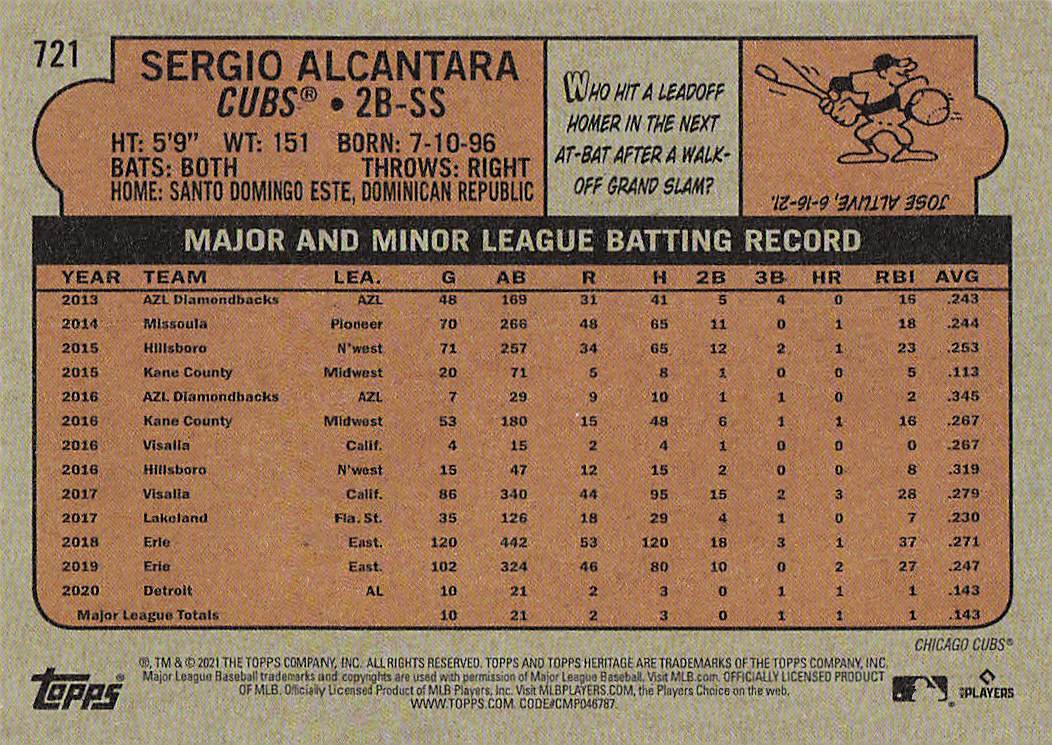 721
SERGIO ALCANTARA
CUBS® • 2B-SS
HT: 5'9" WT: 151 BORN: 7-10-96
BATS: BOTH THROWS: RIGHT
HOME: SANTO DOMINGO ESTE, DOMINICAN REPUBLIC
WHO HIT A LEADOFF
HOMER IN THE NEXT
AT-BAT AFTER A WALK-
OFF GRAND SLAM?
JOSE ALTUVE, 6-16-21.
MAJOR AND MINOR LEAGUE BATTING RECORD
YEAR TEAM LEA. G AB R H 2B 3B HR RBI AVG
2013 AZL Diamondbacks AZL 48 169 31 41 5 4 0 16 .243
2014 Missoula Pioneer 70 266 48 65 11 0 1 18 .244
2015 Hillsboro N'west 71 257 34 65 12 2 1 23 .253
2015 Kane County Midwest 20 71 5 8 1 0 0 5 .113
2016 AZL Diamondbacks AZL 7 29 9 10 1 1 0 2 .345
2016 Kane County Midwest 53 180 15 48 6 1 1 16 .267
2016 Visalia Calif. 4 15 2 4 1 0 0 0 .267
2016 Hillsboro N'west 15 47 12 15 2 0 0 8 .319
2017 Visalia Calif. 86 340 44 95 15 2 3 28 .279
2017 Lakeland Fla. St. 35 126 18 29 4 1 0 7 .230
2018 Erie East. 120 442 53 120 18 3 1 37 .271
2019 Erie East. 102 324 46 80 10 0 2 27 .247
2020 Detroit AL 10 21 2 3 0 1 1 1 .143
Major League Totals 10 21 2 3 0 1 1 1 .143
CHICAGO CUBS®
®, TM & © 2021 THE TOPPS COMPANY, INC. ALL RIGHTS RESERVED. TOPPS AND TOPPS HERITAGE ARE TRADEMARKS OF THE TOPPS COMPANY, INC.
Major League Baseball trademarks and copyrights are used with permission of Major League Baseball. Visit MLB.com. OFFICIALLY LICENSED PRODUCT
OF MLB. Officially Licensed Product of MLB Players, Inc. Visit MLBPLAYERS.COM, the Players Choice on the web.
WWW.TOPPS.COM. CODE#CMP046787.
topps®
MLBPLAYERS